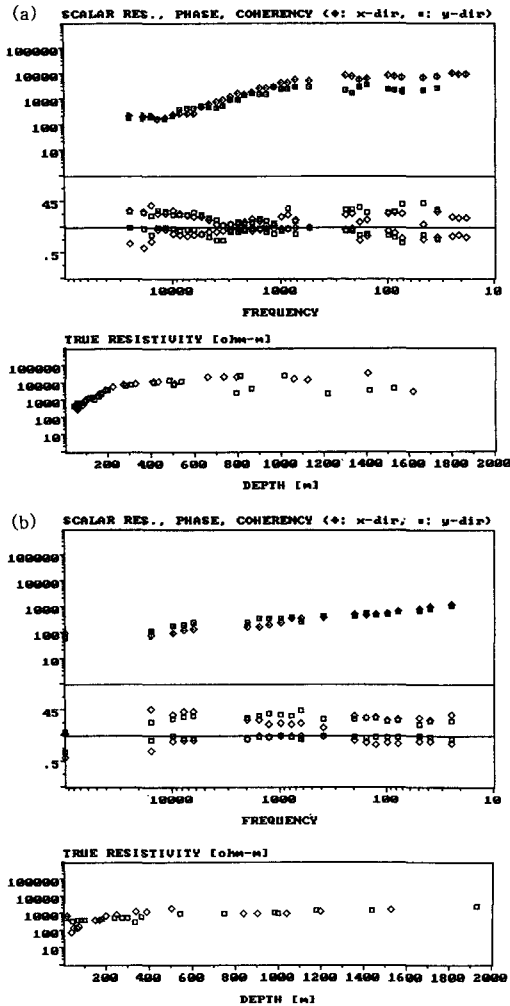 (a) SCALAR RES., PHASE, COHERENCY (◆: x-dir, ▪: y-dir)
100000
10000
1000
100
10
45
.5
10000 1000 100 10
FREQUENCY
TRUE RESISTIVITY [ohm-m]
100000
10000
1000
100
10
200 400 600 800 1000 1200 1400 1600 1800 2000
DEPTH [m]
(b) SCALAR RES., PHASE, COHERENCY (◆: x-dir, ▪: y-dir)
100000
10000
1000
100
10
45
.5
10000 1000 100 10
FREQUENCY
TRUE RESISTIVITY [ohm-m]
100000
10000
1000
100
10
200 400 600 800 1000 1200 1400 1600 1800 2000
DEPTH [m]